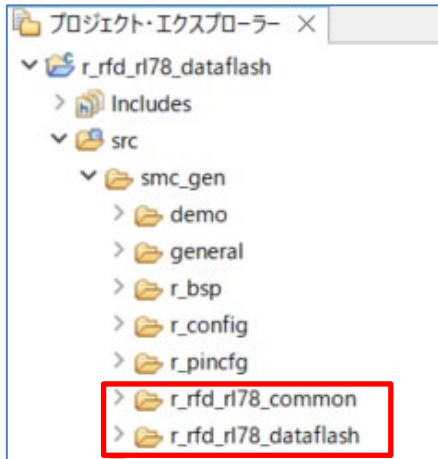 プロジェクト・エクスプローラー
r_rfd_rl78_dataflash
Includes
src
smc_gen
demo
general
r_bsp
r_config
r_pincfg
r_rfd_rl78_common
r_rfd_rl78_dataflash